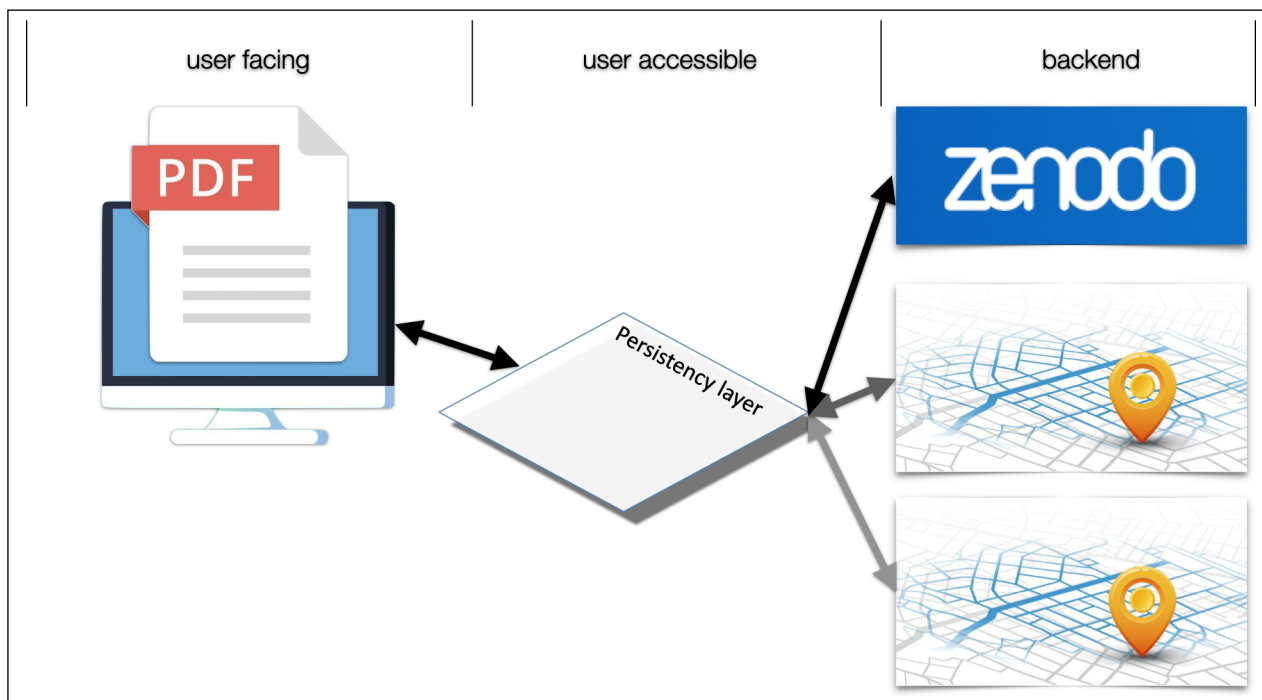 user facing
user accessible
backend
PDF
zenodo
Persistency layer